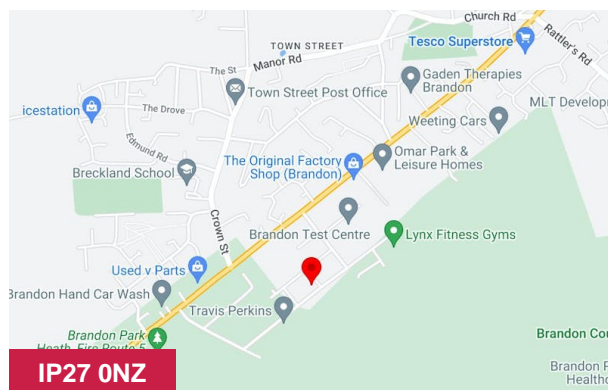 Church Rd
Rattler's Rd
Tesco Superstore
TOWN STREET
Manor Rd
The St
Gaden Therapies
Brandon
Town Street Post Office
MLT Develop
icestation
The Drove
Weeting Cars
Edmund Rd
Omar Park &
Leisure Homes
The Original Factory
Shop (Brandon)
Breckland School
Crown St
Brandon Test Centre
Lynx Fitness Gyms
Used v Parts
Brandon Hand Car Wash
Travis Perkins
Brandon Park
Heath, Fire Route 5
Brandon Cou
Brandon P
Healthc
IP27 0NZ